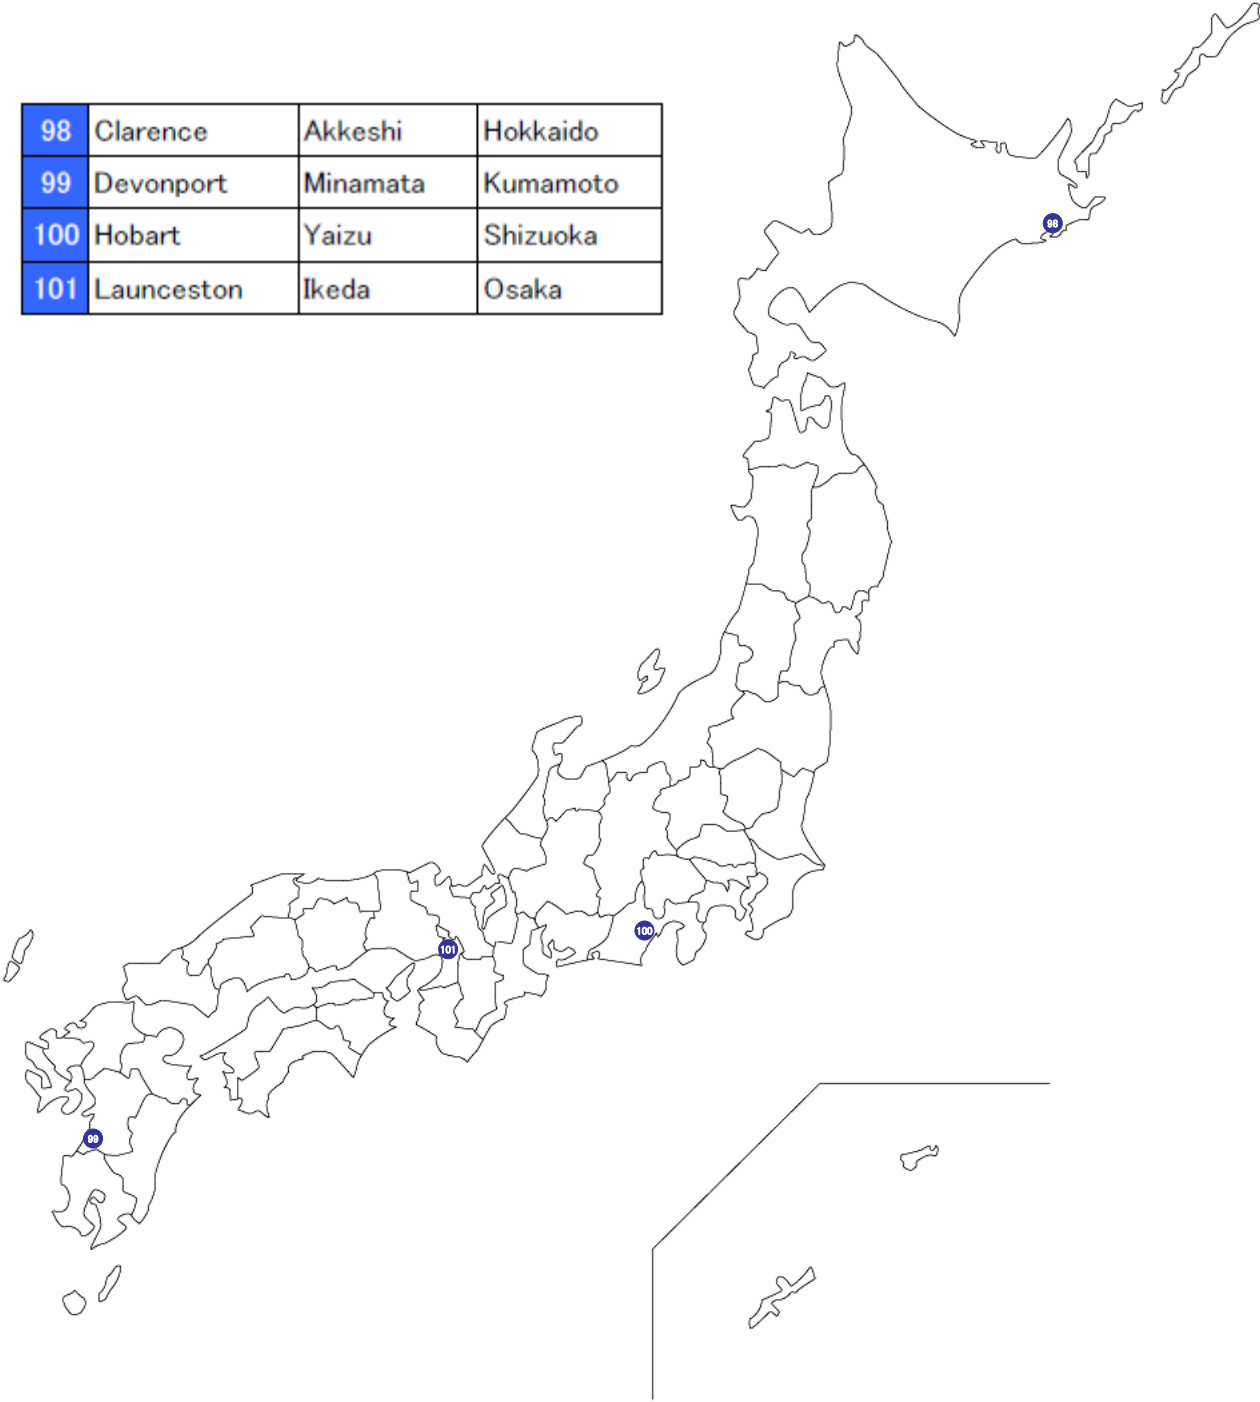 98 Clarence Akkeshi Hokkaido
99 Devonport Minamata Kumamoto
100 Hobart Yaizu Shizuoka
101 Launceston Ikeda Osaka
98
100
101
99